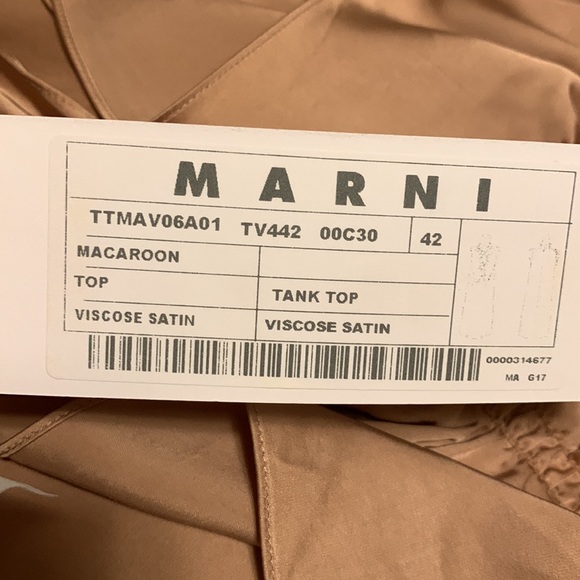 MARNI
TTMAV06A01 TV442 00C30 42
MACAROON
TOP TANK TOP
VISCOSE SATIN VISCOSE SATIN
0000314677
MA G17